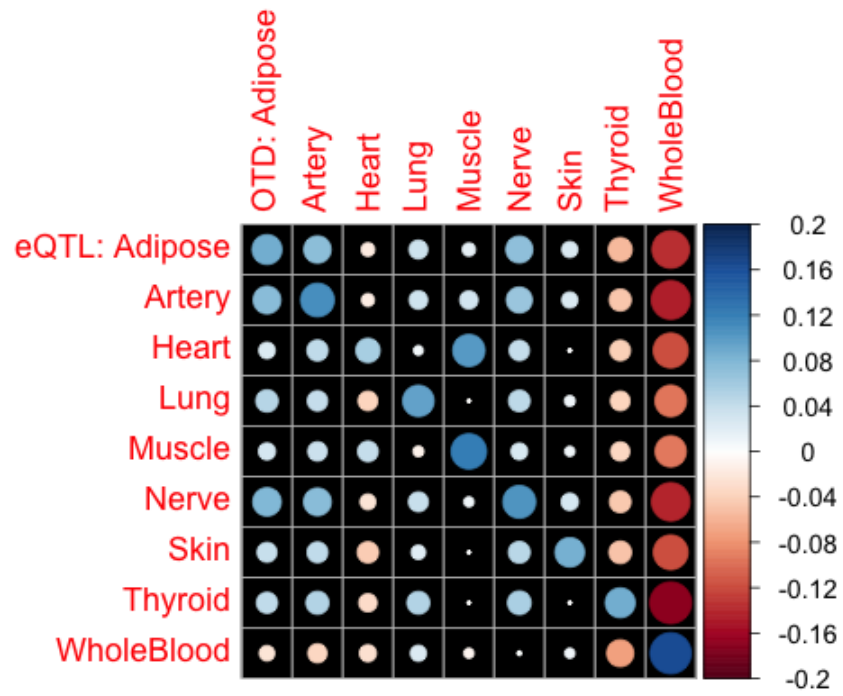 OTD: Adipose
Artery
Heart
Lung
Muscle
Nerve
Skin
Thyroid
WholeBlood
eQTL: Adipose
Artery
Heart
Lung
Muscle
Nerve
Skin
Thyroid
WholeBlood
0.2
0.16
0.12
0.08
0.04
0
-0.04
-0.08
-0.12
-0.16
-0.2